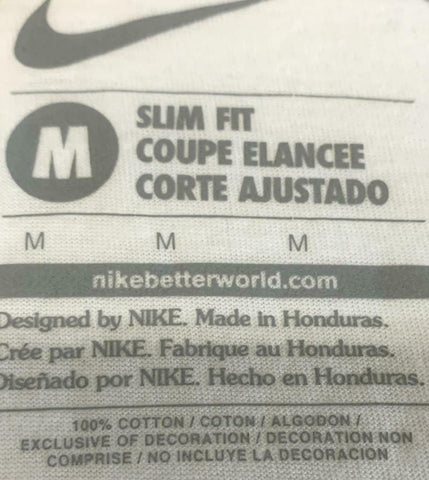 M
SLIM FIT
COUPE ELANCEE
CORTE AJUSTADO
M M M
nikebetterworld.com
Designed by NIKE. Made in Honduras.
Crée par NIKE. Fabrique au Honduras.
Diseñado por NIKE. Hecho en Honduras.
100% COTTON / COTON / ALGODON /
EXCLUSIVE OF DECORATION / DECORATION NON
COMPRISE / NO INCLUYE LA DECORACION